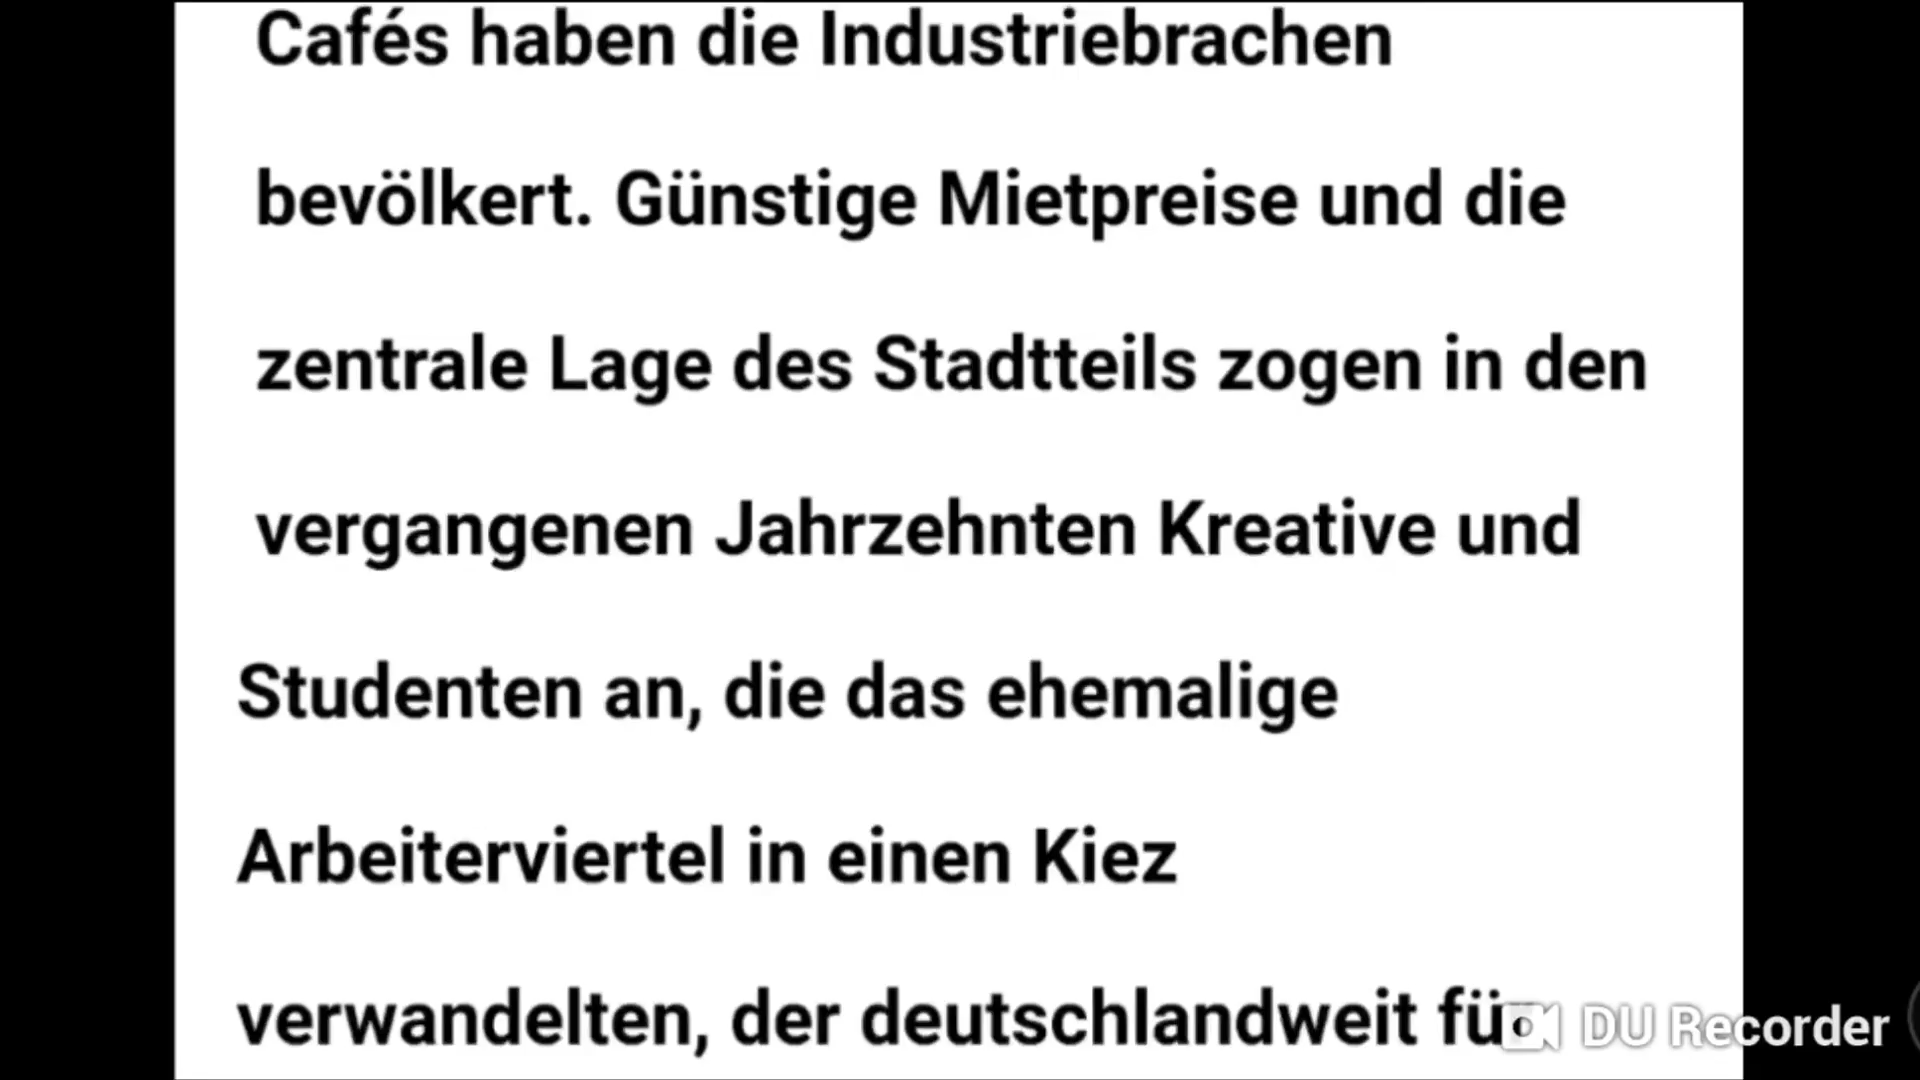 Cafés haben die Industriebrachen
bevölkert. Günstige Mietpreise und die
zentrale Lage des Stadtteils zogen in den
vergangenen Jahrzehnten Kreative und
Studenten an, die das ehemalige
Arbeiterviertel in einen Kiez
verwandelten, der deutschlandweit für
DU Recorder